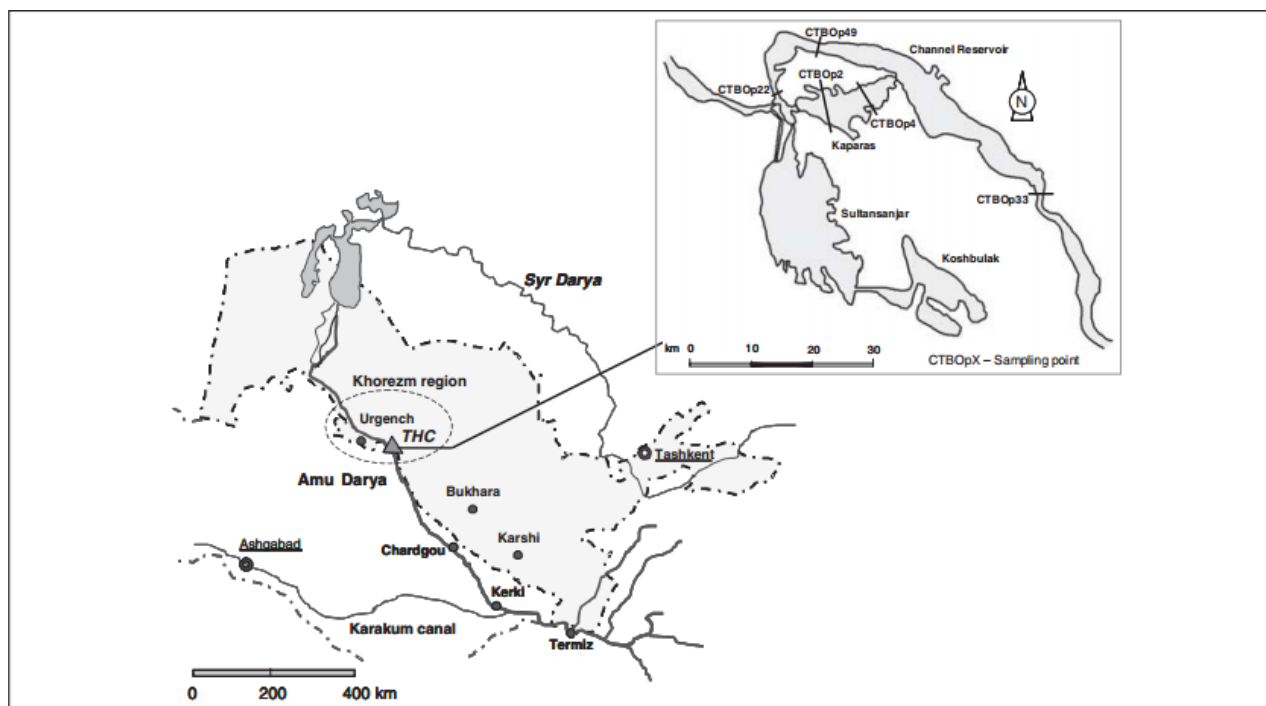 CTBOp49
Channel Reservoir
CTBOp2
CTBOp22
N
CTBOp4
Kaparas
CTBOp33
Sultansanjar
Koshbulak
km 0 10 20 30
CTBOpX – Sampling point
Syr Darya
Khorezm region
Urgench
THC
Tashkent
Amu Darya
Bukhara
Karshi
Chardgou
Ashgabad
Kerki
Karakum canal
Termiz
0 200 400 km